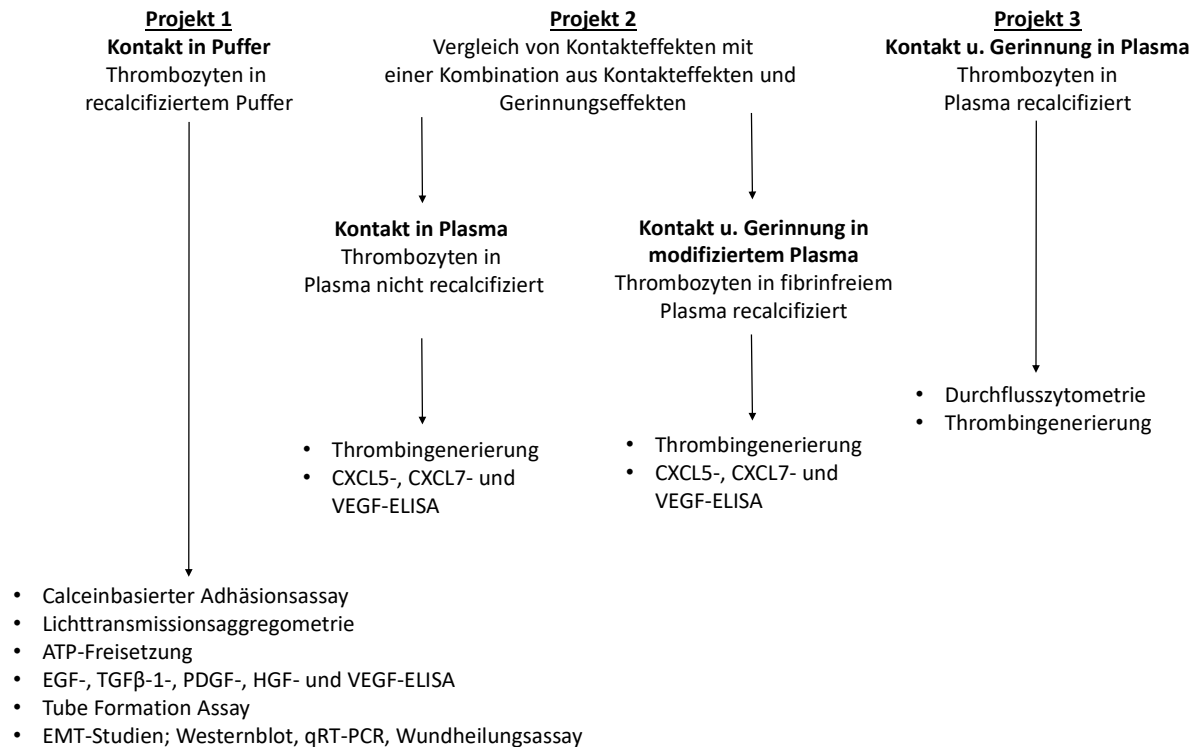 Projekt 1
Kontakt in Puffer
Thrombozyten in
recalcifiziertem Puffer
Projekt 2
Vergleich von Kontakteffekten mit
einer Kombination aus Kontakteffekten und
Gerinnungseffekten
Projekt 3
Kontakt u. Gerinnung in Plasma
Thrombozyten in
Plasma recalcifiziert
Kontakt in Plasma
Thrombozyten in
Plasma nicht recalcifiziert
Kontakt u. Gerinnung in
modifiziertem Plasma
Thrombozyten in fibrinfreiem
Plasma recalcifiziert
• Durchflusszytometrie
• Thrombingenerierung
• Thrombingenerierung
• CXCL5-, CXCL7- und
VEGF-ELISA
• Thrombingenerierung
• CXCL5-, CXCL7- und
VEGF-ELISA
• Calceinbasierter Adhäsionsassay
• Lichttransmissionsaggregometrie
• ATP-Freisetzung
• EGF-, TGFβ-1-, PDGF-, HGF- und VEGF-ELISA
• Tube Formation Assay
• EMT-Studien; Westernblot, qRT-PCR, Wundheilungsassay